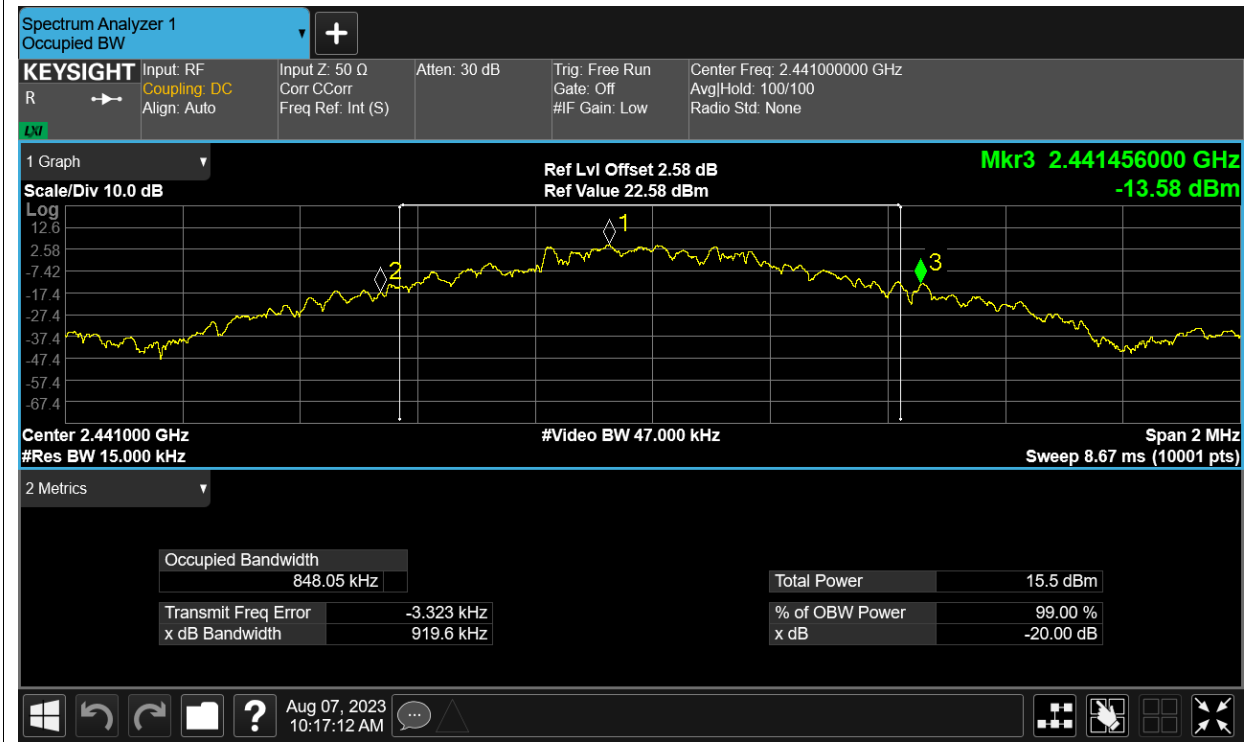 Spectrum Analyzer 1
Occupied BW
KEYSIGHT
R
LXI
Input: RF
Coupling: DC
Align: Auto
Input Z: 50 Ω
Corr CCorr
Freq Ref: Int (S)
Atten: 30 dB
Trig: Free Run
Gate: Off
#IF Gain: Low
Center Freq: 2.441000000 GHz
Avg|Hold: 100/100
Radio Std: None
1 Graph
Scale/Div 10.0 dB
Ref Lvl Offset 2.58 dB
Ref Value 22.58 dBm
Mkr3 2.441456000 GHz
-13.58 dBm
Log
12.6
2.58
-7.42
-17.4
-27.4
-37.4
-47.4
-57.4
-67.4
1
2
3
Center 2.441000 GHz
#Res BW 15.000 kHz
#Video BW 47.000 kHz
Span 2 MHz
Sweep 8.67 ms (10001 pts)
2 Metrics
Occupied Bandwidth
848.05 kHz
Transmit Freq Error -3.323 kHz
x dB Bandwidth 919.6 kHz
Total Power 15.5 dBm
% of OBW Power 99.00 %
x dB -20.00 dB
?
Aug 07, 2023
10:17:12 AM